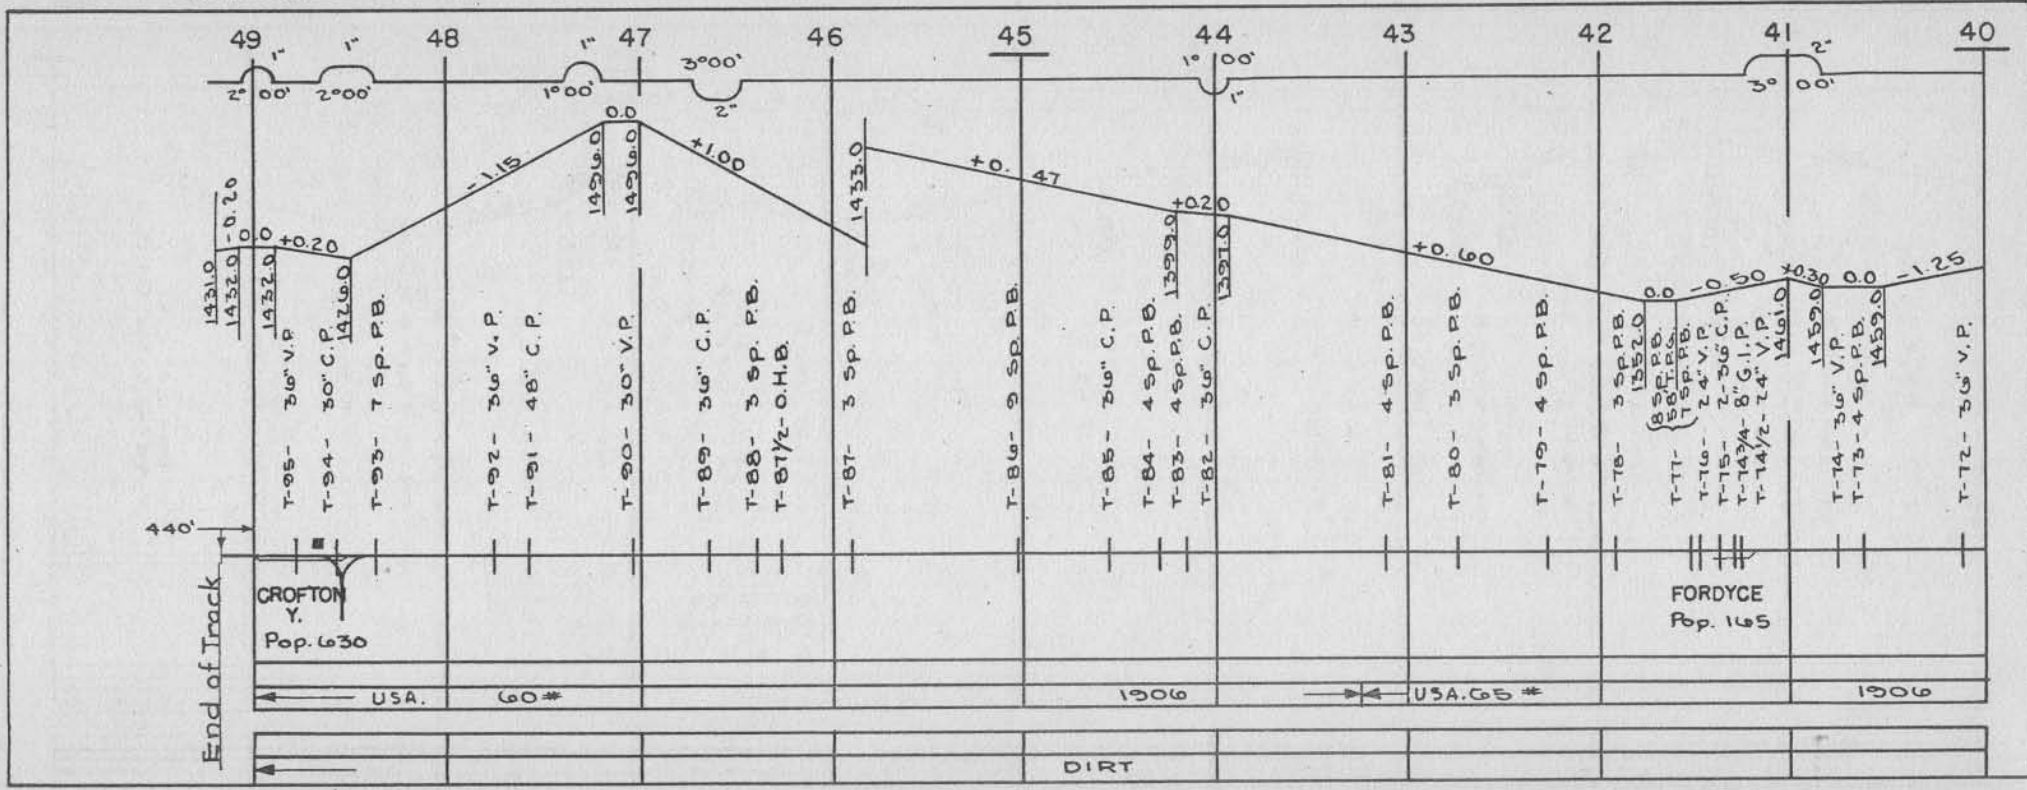 49 48 47 46 45 44 43 42 41 40
1" 1" 1" 3°00' 1°00' 2"
2°00' 2°00' 1°00' 2" 1" 3°00'
0.0
-1.15 +1.00 +0.47
1496.0 1496.0 1433.0
-0.20 0.0 +0.20 +0.20 +0.60 0.0 -0.50 +0.30 0.0 -1.25
1431.0 1432.0 1432.0 1426.0 1399.0 1397.0 1352.0 1461.0 1459.0 1459.0
T-95- 36" V.P.
T-94- 30" C.P.
T-93- 7 Sp. P.B.
T-92- 36" V.P.
T-91- 48" C.P.
T-90- 30" V.P.
T-89- 36" C.P.
T-88- 3 Sp. P.B.
T-87½- O.H.B.
T-87- 3 Sp. P.B.
T-86- 9 Sp. P.B.
T-85- 36" C.P.
T-84- 4 Sp. P.B.
T-83- 4 Sp. P.B.
T-82- 36" C.P.
T-81- 4 Sp. P.B.
T-80- 3 Sp. P.B.
T-79- 4 Sp. P.B.
T-78- 3 Sp. P.B.
T-77-
8 Sp. P.B.
58' T.P.G.
7 Sp. P.B.
T-76- 24" V.P.
T-75- 2-36" C.P.
T-74¾- 8" G.I.P.
T-74½- 24" V.P.
T-74- 36" V.P.
T-73- 4 Sp. P.B.
T-72- 36" V.P.
440'
End of Track
CROFTON
Y.
Pop. 630
FORDYCE
Pop. 165
USA. 60# 1906 USA. 65# 1906
DIRT